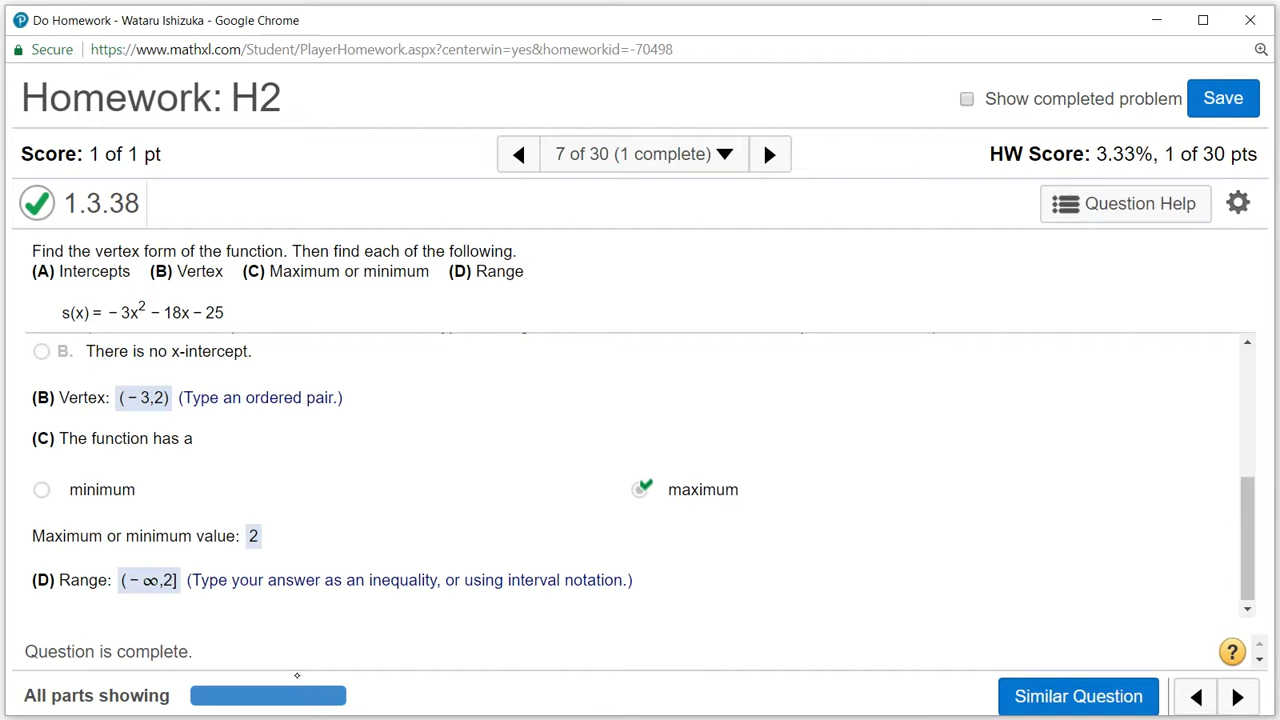 Do Homework - Wataru Ishizuka - Google Chrome
Secure https://www.mathxl.com/Student/PlayerHomework.aspx?centerwin=yes&homeworkid=-70498
Homework: H2
Show completed problem
Save
Score: 1 of 1 pt
7 of 30 (1 complete)
HW Score: 3.33%, 1 of 30 pts
1.3.38
Question Help
Find the vertex form of the function. Then find each of the following.
(A) Intercepts (B) Vertex (C) Maximum or minimum (D) Range
s(x) = − 3x² − 18x − 25
B. There is no x-intercept.
(B) Vertex: (− 3,2) (Type an ordered pair.)
(C) The function has a
minimum
maximum
Maximum or minimum value: 2
(D) Range: (− ∞,2] (Type your answer as an inequality, or using interval notation.)
Question is complete.
?
All parts showing
Similar Question